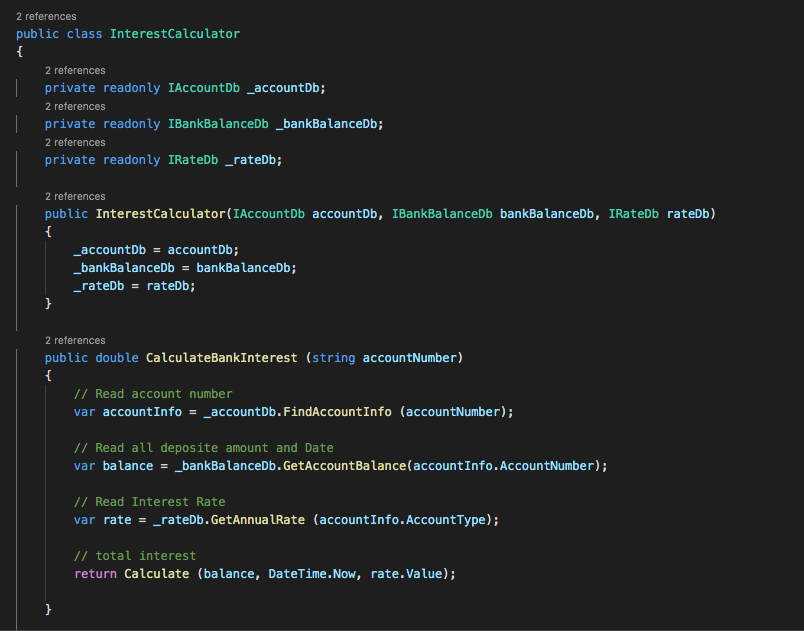 2 references
public class InterestCalculator
{
2 references
private readonly IAccountDb _accountDb;
2 references
private readonly IBankBalanceDb _bankBalanceDb;
2 references
private readonly IRateDb _rateDb;
2 references
public InterestCalculator(IAccountDb accountDb, IBankBalanceDb bankBalanceDb, IRateDb rateDb)
{
_accountDb = accountDb;
_bankBalanceDb = bankBalanceDb;
_rateDb = rateDb;
}
2 references
public double CalculateBankInterest (string accountNumber)
{
// Read account number
var accountInfo = _accountDb.FindAccountInfo (accountNumber);
// Read all deposite amount and Date
var balance = _bankBalanceDb.GetAccountBalance(accountInfo.AccountNumber);
// Read Interest Rate
var rate = _rateDb.GetAnnualRate (accountInfo.AccountType);
// total interest
return Calculate (balance, DateTime.Now, rate.Value);
}